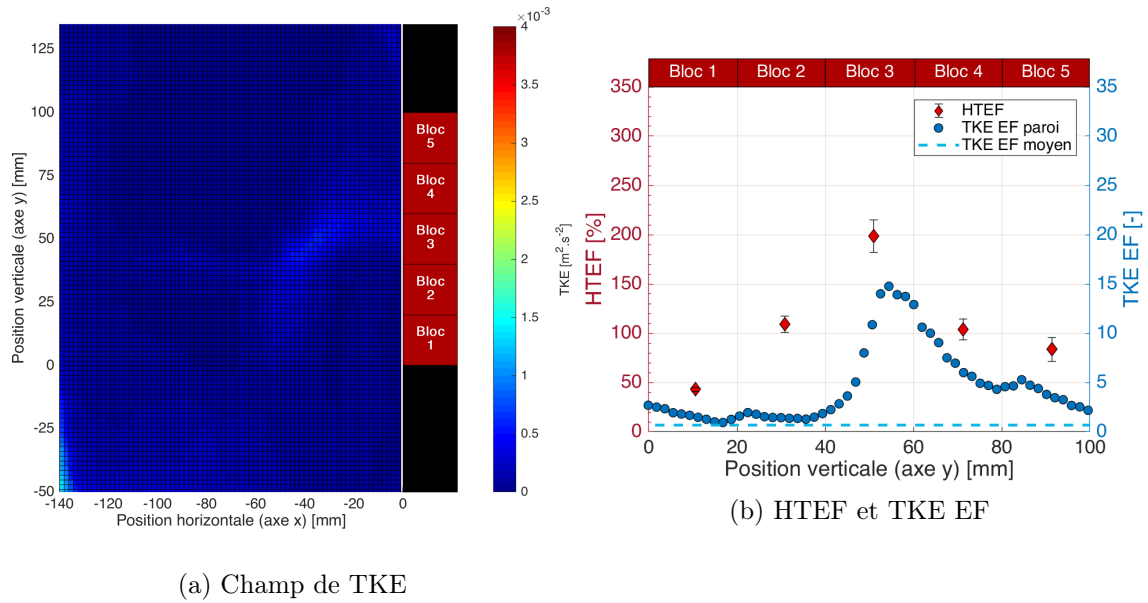 ×10⁻³
125
100
75
50
25
0
-25
-50
Position verticale (axe y) [mm]
Bloc
5
Bloc
4
Bloc
3
Bloc
2
Bloc
1
-140
-120
-100
-80
-60
-40
-20
0
Position horizontale (axe x) [mm]
4
3.5
3
2.5
2
1.5
1
0.5
0
TKE [m².s⁻²]
(a) Champ de TKE
Bloc 1
Bloc 2
Bloc 3
Bloc 4
Bloc 5
350
300
250
200
150
100
50
0
HTEF [%]
HTEF
TKE EF paroi
TKE EF moyen
35
30
25
20
15
10
5
0
TKE EF [-]
0
20
40
60
80
100
Position verticale (axe y) [mm]
(b) HTEF et TKE EF